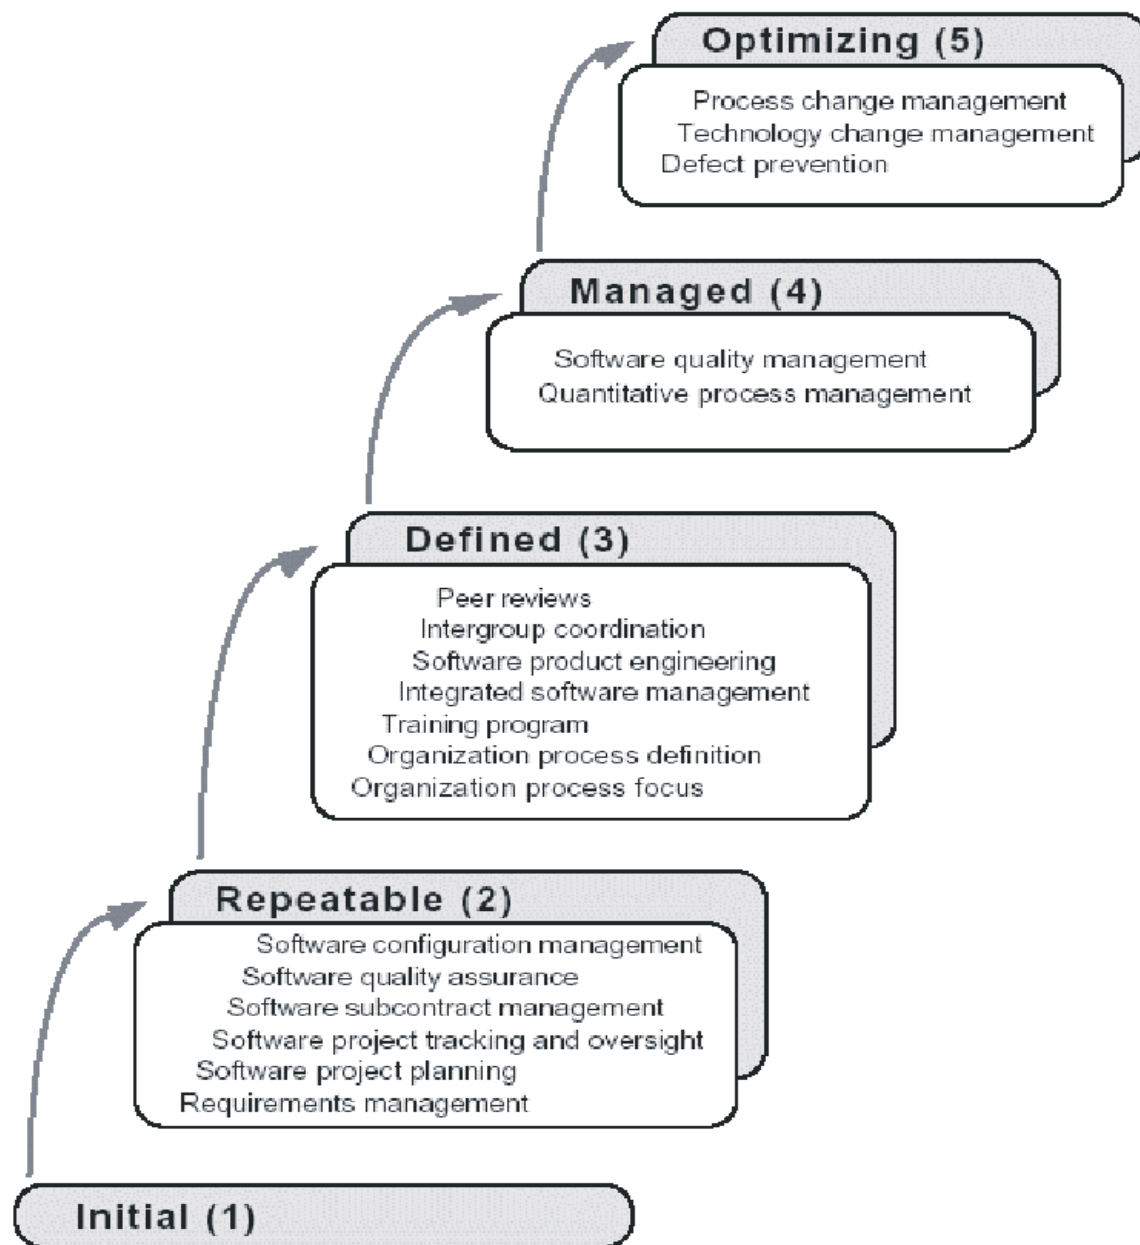 Optimizing (5)
Process change management
Technology change management
Defect prevention
Managed (4)
Software quality management
Quantitative process management
Defined (3)
Peer reviews
Intergroup coordination
Software product engineering
Integrated software management
Training program
Organization process definition
Organization process focus
Repeatable (2)
Software configuration management
Software quality assurance
Software subcontract management
Software project tracking and oversight
Software project planning
Requirements management
Initial (1)